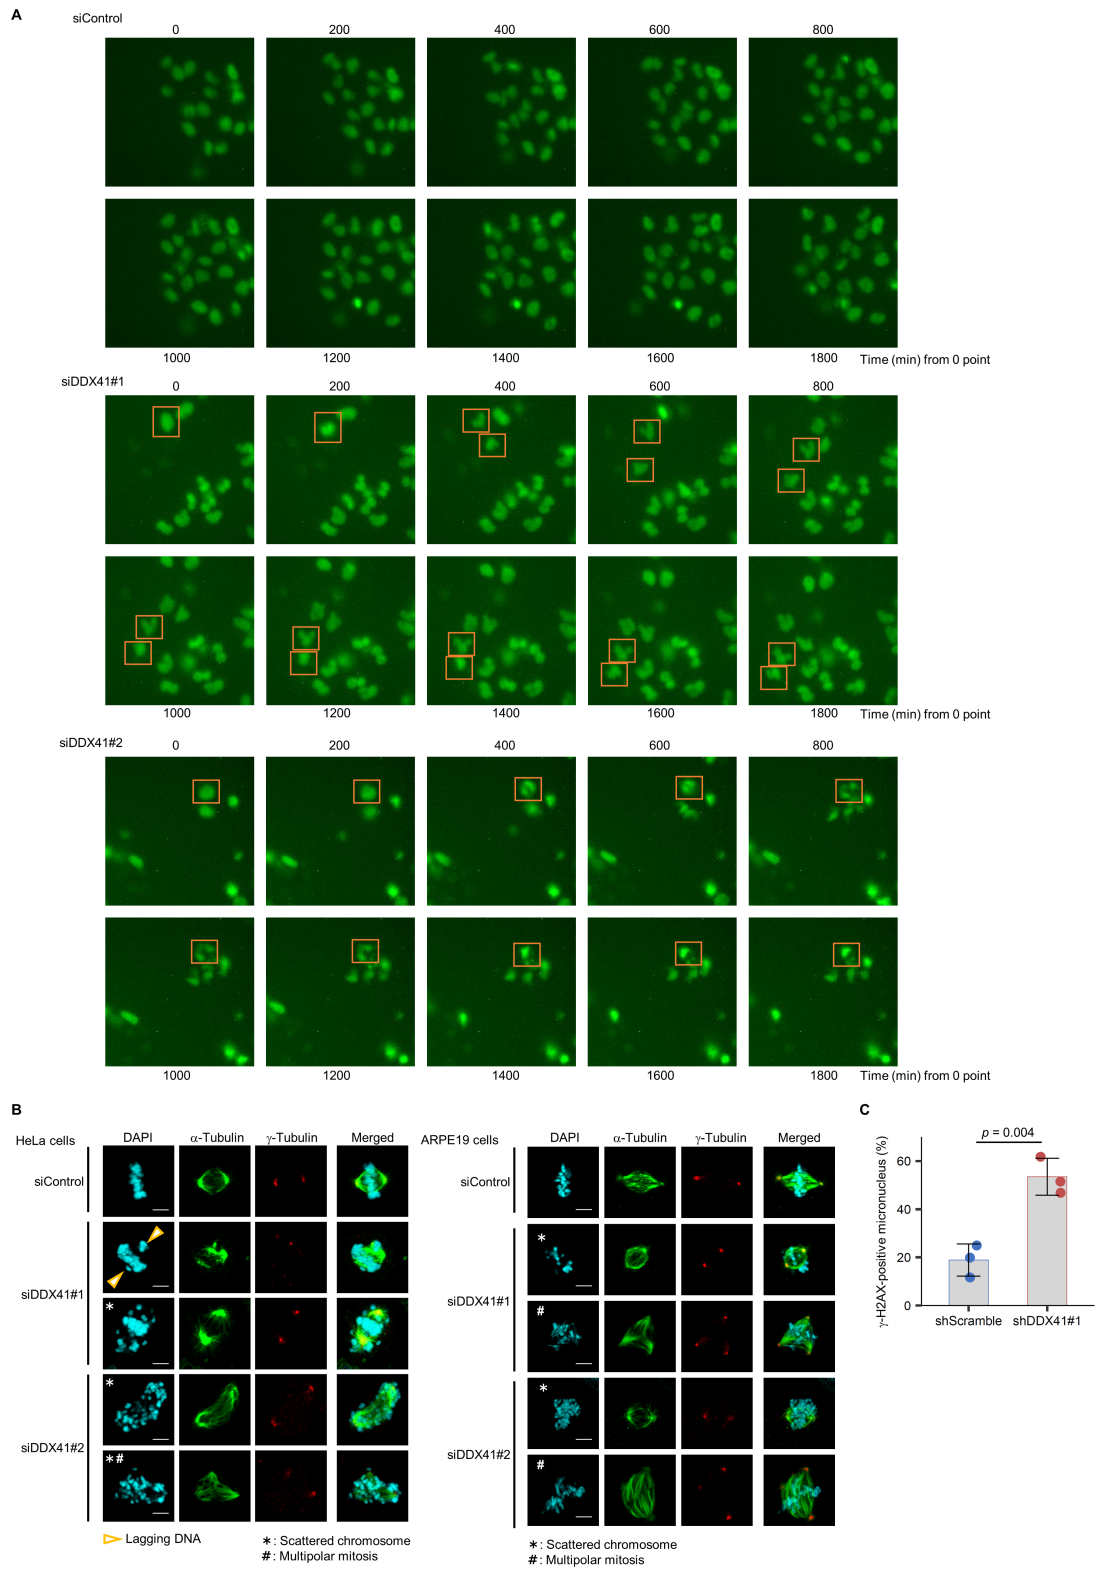 A
siControl
0 200 400 600 800
1000 1200 1400 1600 1800 Time (min) from 0 point
siDDX41#1
0 200 400 600 800
1000 1200 1400 1600 1800 Time (min) from 0 point
siDDX41#2
0 200 400 600 800
1000 1200 1400 1600 1800 Time (min) from 0 point
B
HeLa cells
DAPI α-Tubulin γ-Tubulin Merged
siControl
siDDX41#1
*
siDDX41#2
*
*#
Lagging DNA
*: Scattered chromosome
#: Multipolar mitosis
ARPE19 cells
DAPI α-Tubulin γ-Tubulin Merged
siControl
siDDX41#1
*
#
siDDX41#2
*
#
*: Scattered chromosome
#: Multipolar mitosis
C
p = 0.004
γ-H2AX-positive micronucleus (%)
60
40
20
0
shScramble shDDX41#1